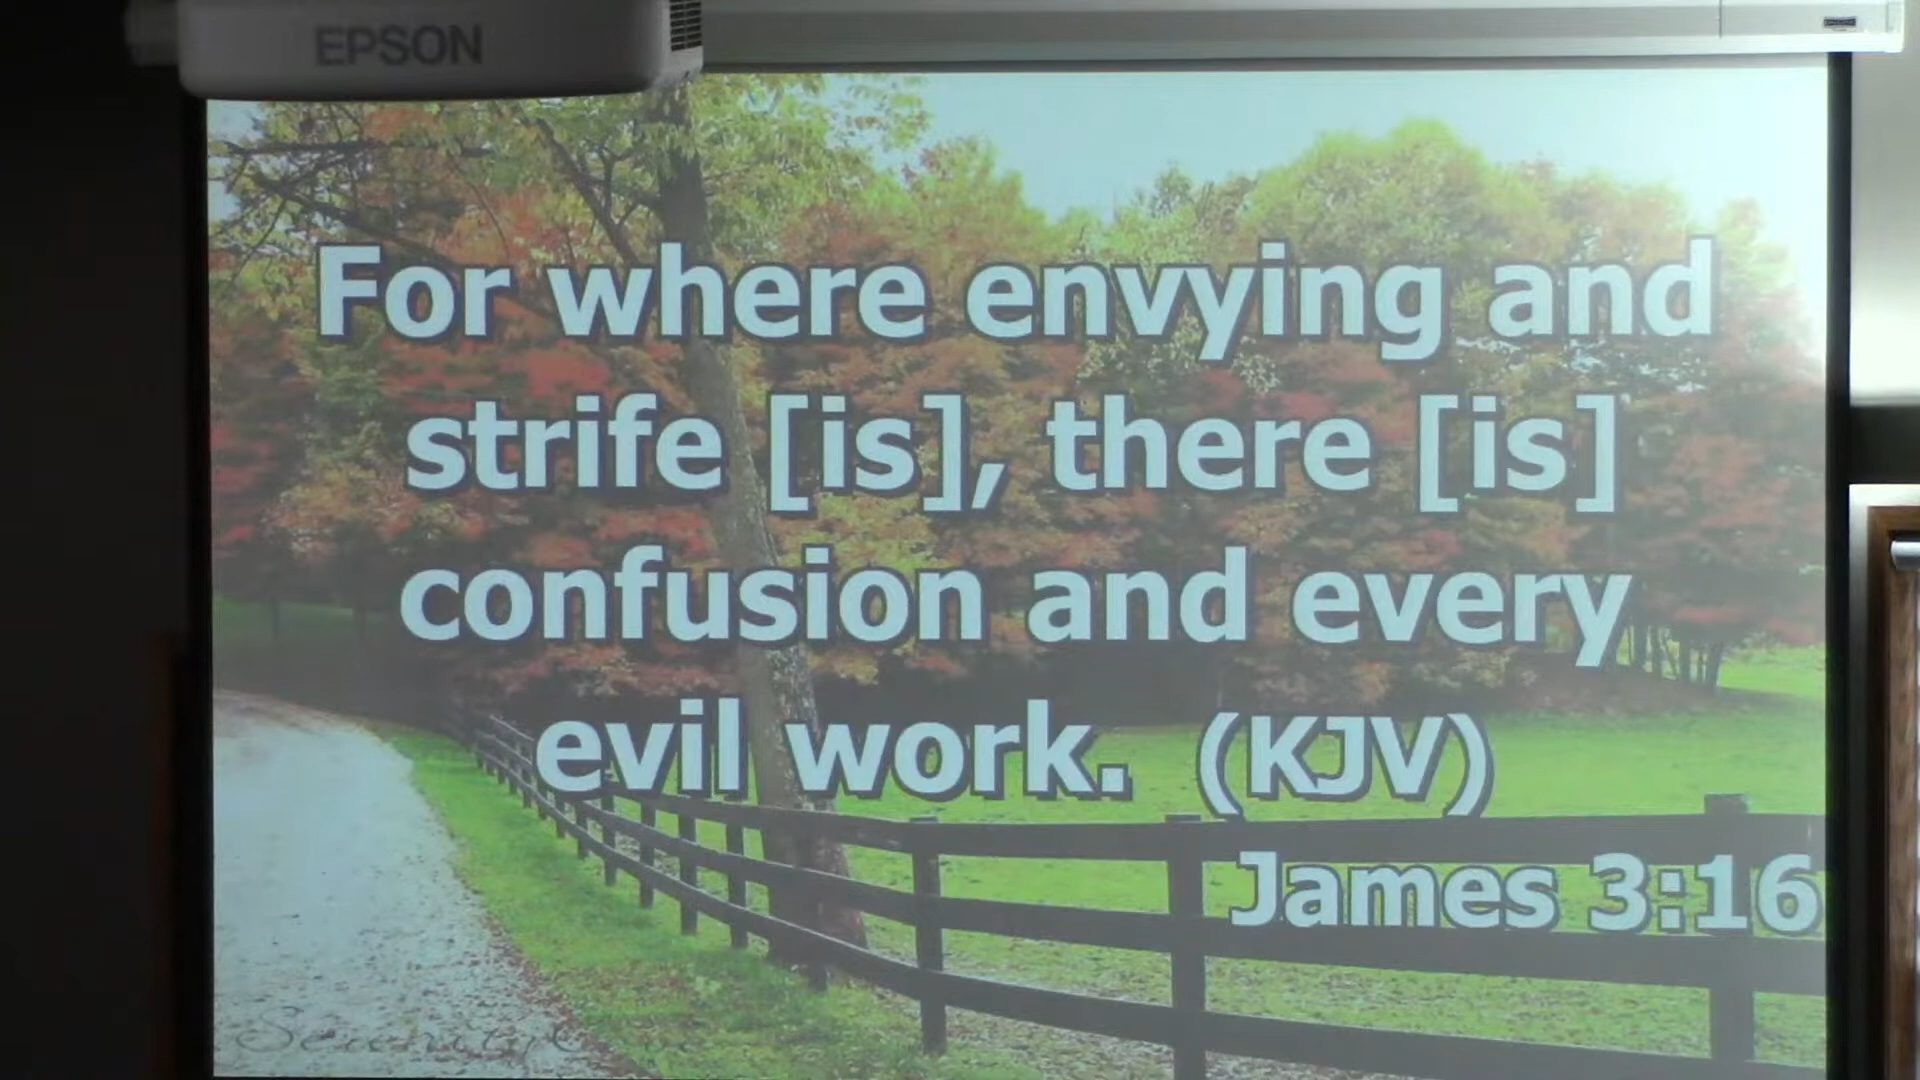 EPSON
For where envying and
strife [is], there [is]
confusion and every
evil work. (KJV)
James 3:16